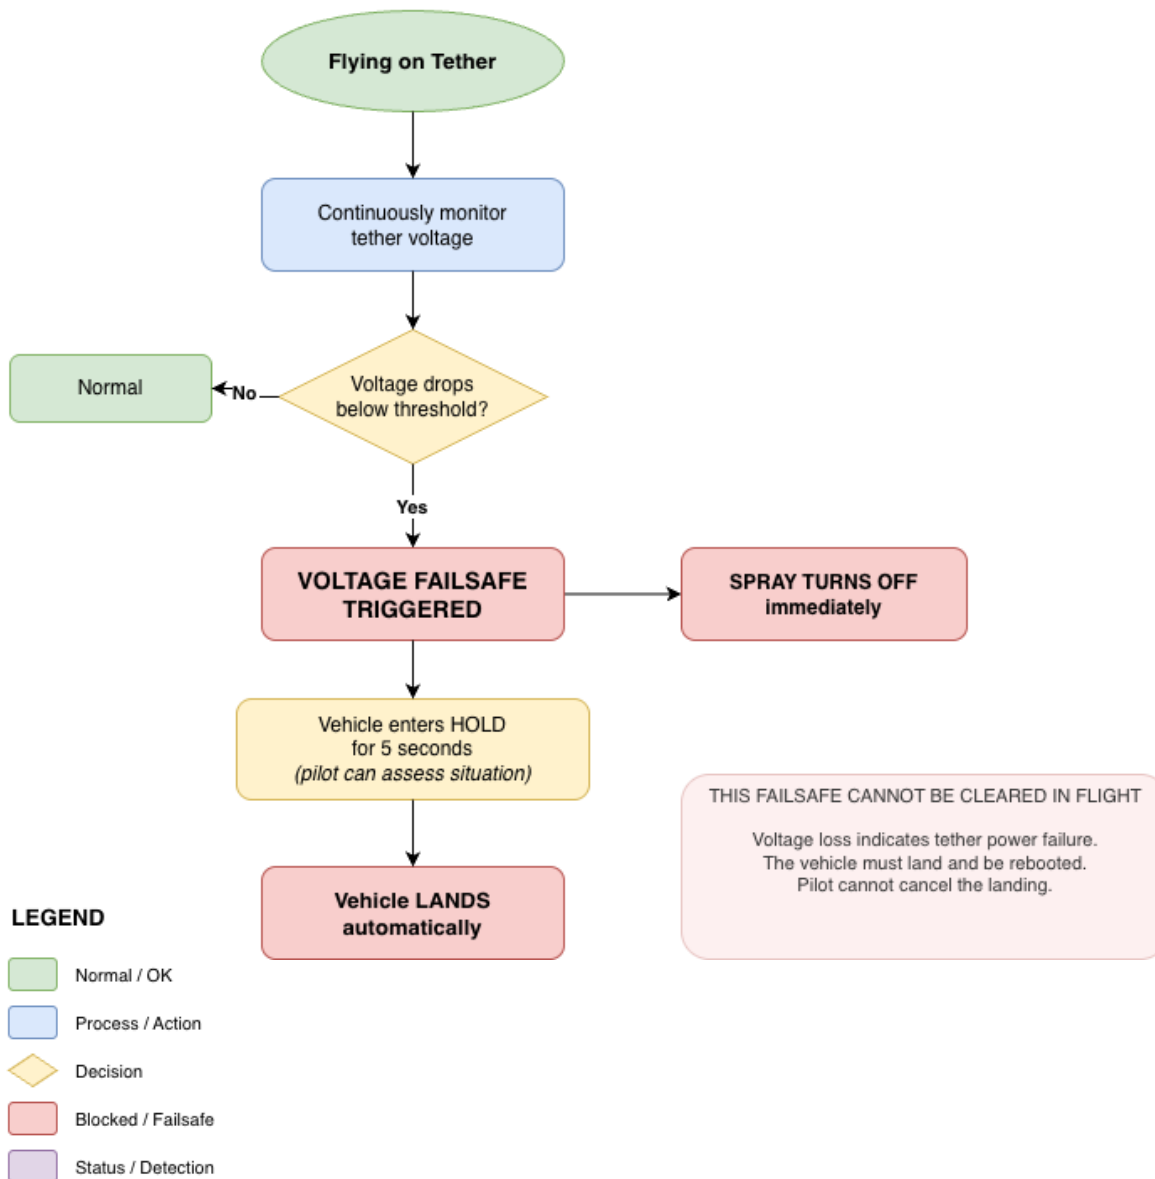 Flying on Tether
Continuously monitor
tether voltage
Voltage drops
below threshold?
No
Normal
Yes
VOLTAGE FAILSAFE
TRIGGERED
SPRAY TURNS OFF
immediately
Vehicle enters HOLD
for 5 seconds
(pilot can assess situation)
THIS FAILSAFE CANNOT BE CLEARED IN FLIGHT
Voltage loss indicates tether power failure.
The vehicle must land and be rebooted.
Pilot cannot cancel the landing.
Vehicle LANDS
automatically
LEGEND
Normal / OK
Process / Action
Decision
Blocked / Failsafe
Status / Detection